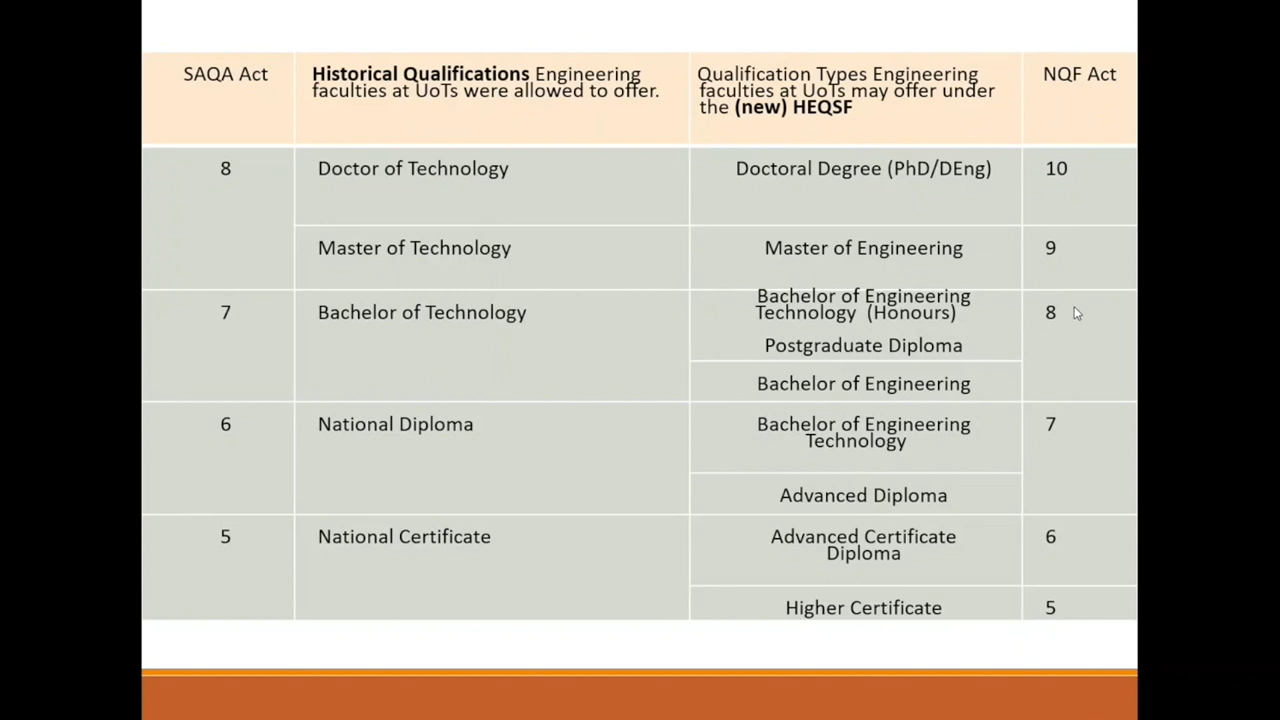 SAQA Act
Historical Qualifications Engineering
faculties at UoTs were allowed to offer.
Qualification Types Engineering
faculties at UoTs may offer under
the (new) HEQSF
NQF Act
8
Doctor of Technology
Doctoral Degree (PhD/DEng)
10
Master of Technology
Master of Engineering
9
7
Bachelor of Technology
Bachelor of Engineering
Technology (Honours)
Postgraduate Diploma
8
Bachelor of Engineering
6
National Diploma
Bachelor of Engineering
Technology
7
Advanced Diploma
5
National Certificate
Advanced Certificate
Diploma
6
Higher Certificate
5